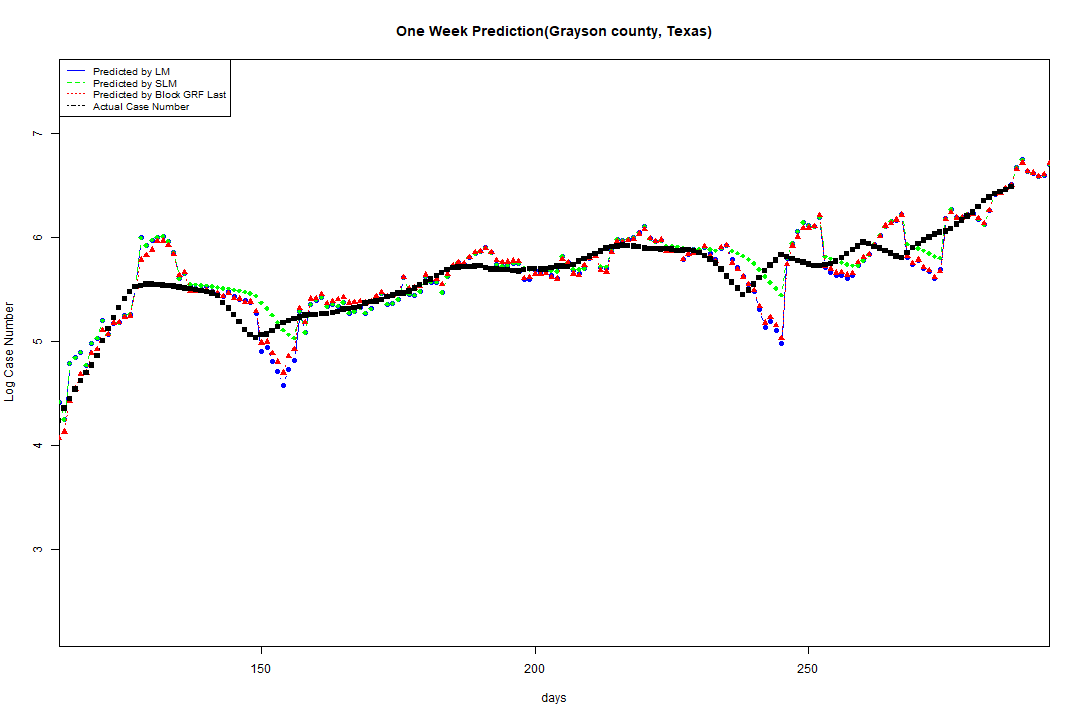 One Week Prediction(Grayson county, Texas)
Predicted by LM
Predicted by SLM
Predicted by Block GRF Last
Actual Case Number
7
6
5
4
3
Log Case Number
150 200 250
days